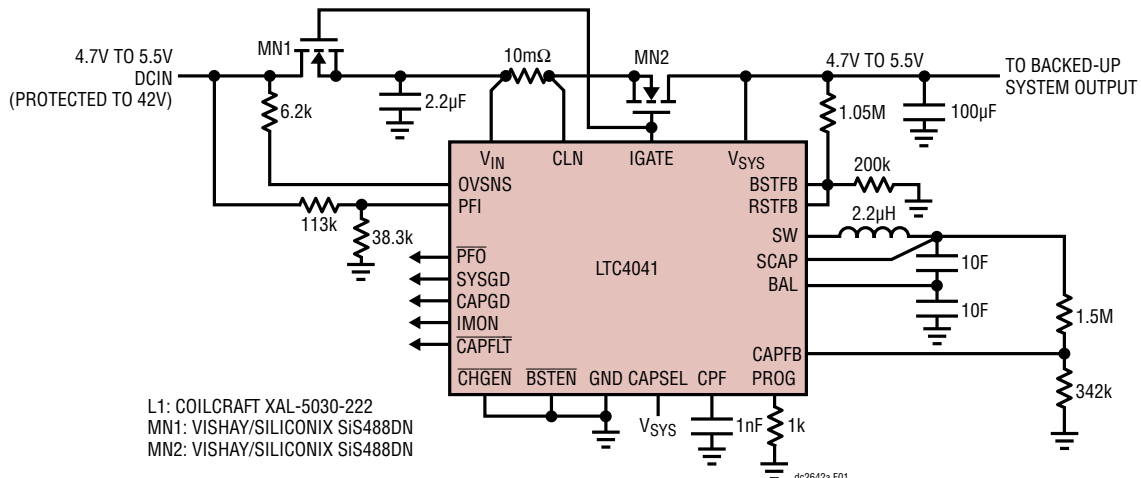 4.7V TO 5.5V
DCIN
(PROTECTED TO 42V)
MN1
10mΩ
MN2
4.7V TO 5.5V
TO BACKED-UP
SYSTEM OUTPUT
6.2k
2.2µF
1.05M
100µF
VIN
CLN
IGATE
VSYS
OVSNS
PFI
BSTFB
RSTFB
200k
113k
38.3k
2.2µH
SW
SCAP
BAL
10F
10F
PFO
SYSGD
CAPGD
IMON
CAPFLT
LTC4041
1.5M
CAPFB
342k
CHGEN
BSTEN
GND
CAPSEL
CPF
PROG
VSYS
1nF
1k
L1: COILCRAFT XAL-5030-222
MN1: VISHAY/SILICONIX SiS488DN
MN2: VISHAY/SILICONIX SiS488DN
dc2642a F01